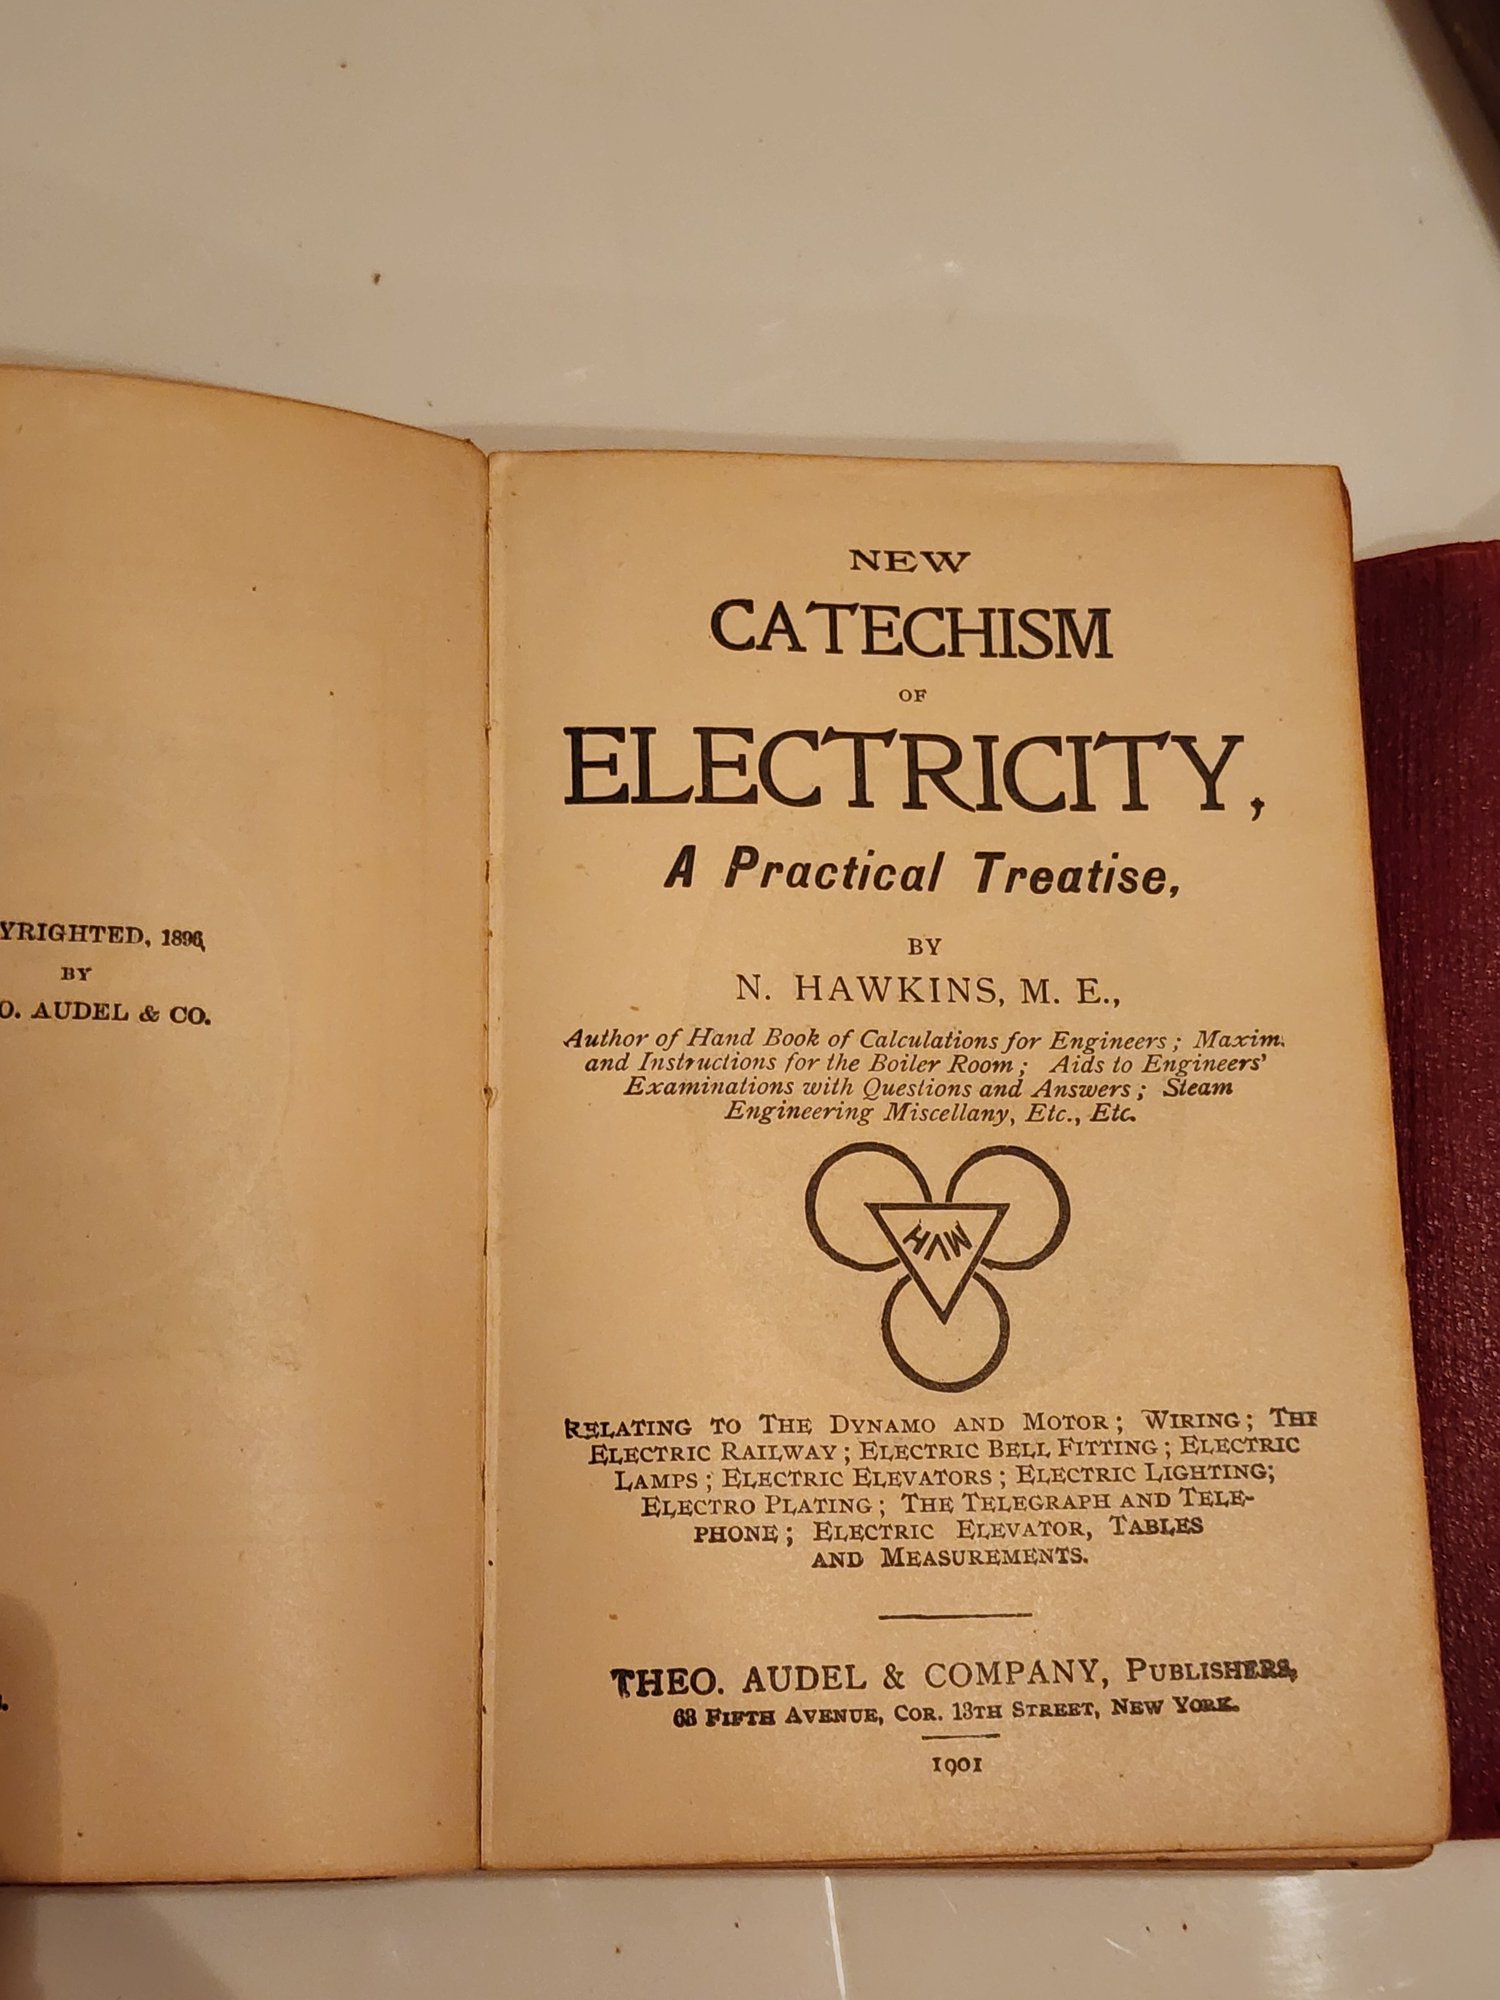 YRIGHTED, 1896,
BY
O. AUDEL & CO.
NEW
CATECHISM
OF
ELECTRICITY,
A Practical Treatise,
BY
N. HAWKINS, M. E.,
Author of Hand Book of Calculations for Engineers; Maxim
and Instructions for the Boiler Room; Aids to Engineers'
Examinations with Questions and Answers; Steam
Engineering Miscellany, Etc., Etc.
RELATING TO THE DYNAMO AND MOTOR; WIRING; THE
ELECTRIC RAILWAY; ELECTRIC BELL FITTING; ELECTRIC
LAMPS; ELECTRIC ELEVATORS; ELECTRIC LIGHTING;
ELECTRO PLATING; THE TELEGRAPH AND TELE-
PHONE; ELECTRIC ELEVATOR, TABLES
AND MEASUREMENTS.
THEO. AUDEL & COMPANY, PUBLISHERS,
63 FIFTH AVENUE, COR. 13TH STREET, NEW YORK.
1901